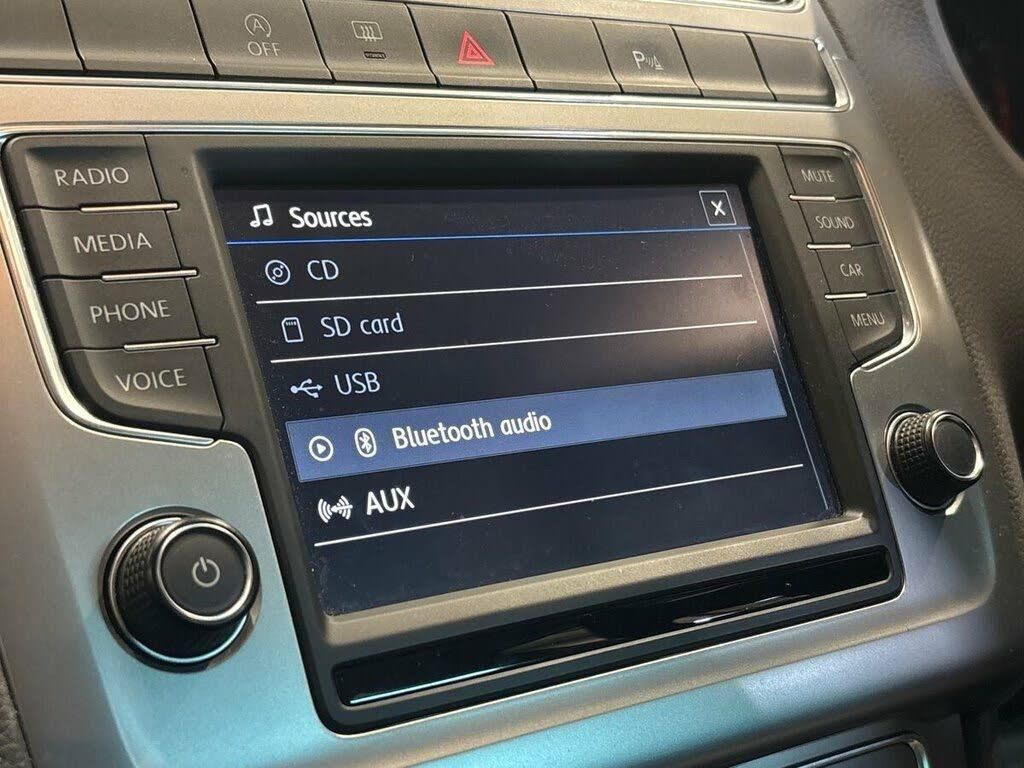 A OFF
P
RADIO
MEDIA
PHONE
VOICE
Sources
X
CD
SD card
USB
Bluetooth audio
AUX
MUTE
SOUND
CAR
MENU